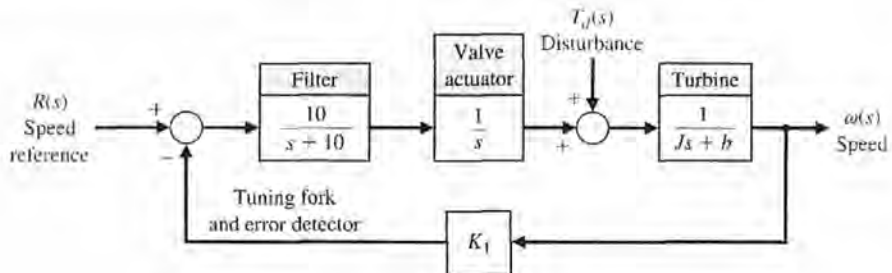 T_d(s)
Disturbance
Valve
actuator
Filter
Turbine
R(s)
Speed
reference
+
−
10
s + 10
1
s
+
+
1
Js + b
ω(s)
Speed
Tuning fork
and error detector
K₁